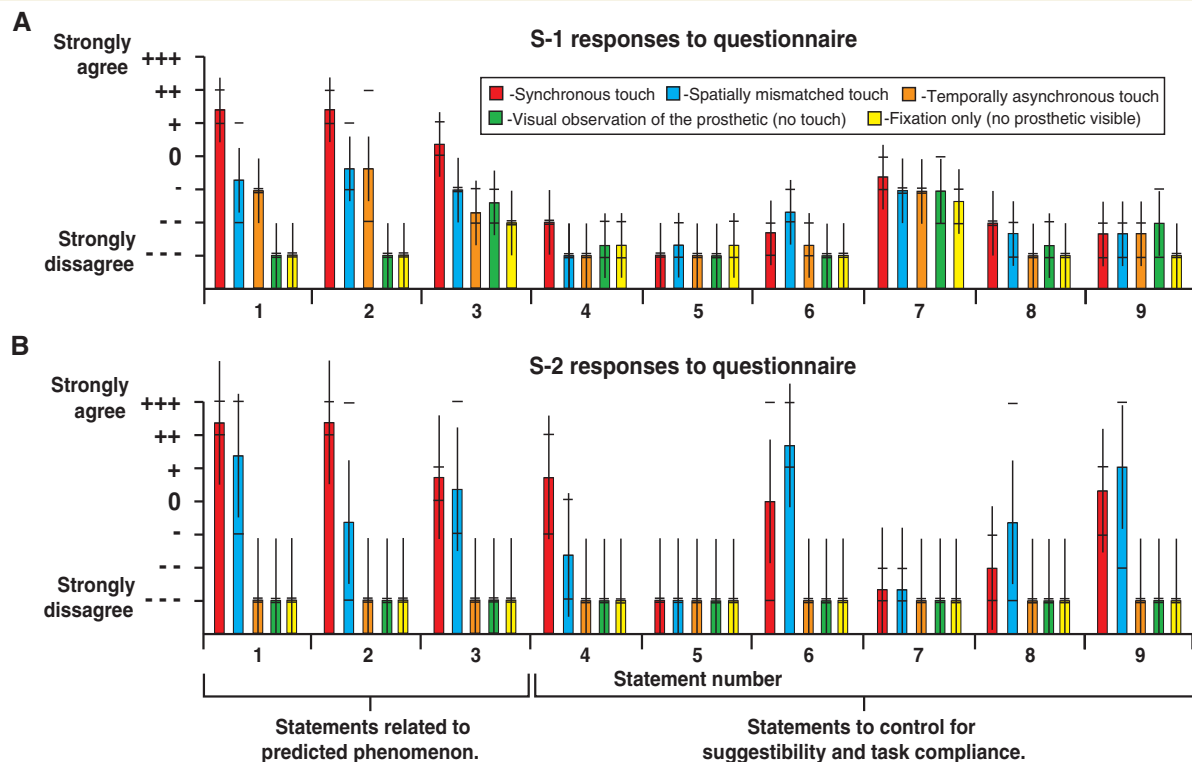 A
S-1 responses to questionnaire
Strongly
agree
+++
++
+
0
-
- -
- - -
Strongly
dissagree
-Synchronous touch -Spatially mismatched touch -Temporally asynchronous touch
-Visual observation of the prosthetic (no touch) -Fixation only (no prosthetic visible)
1 2 3 4 5 6 7 8 9
B
S-2 responses to questionnaire
Strongly
agree
+++
++
+
0
-
- -
- - -
Strongly
dissagree
1 2 3 4 5 6 7 8 9
Statement number
Statements related to
predicted phenomenon.
Statements to control for
suggestibility and task compliance.